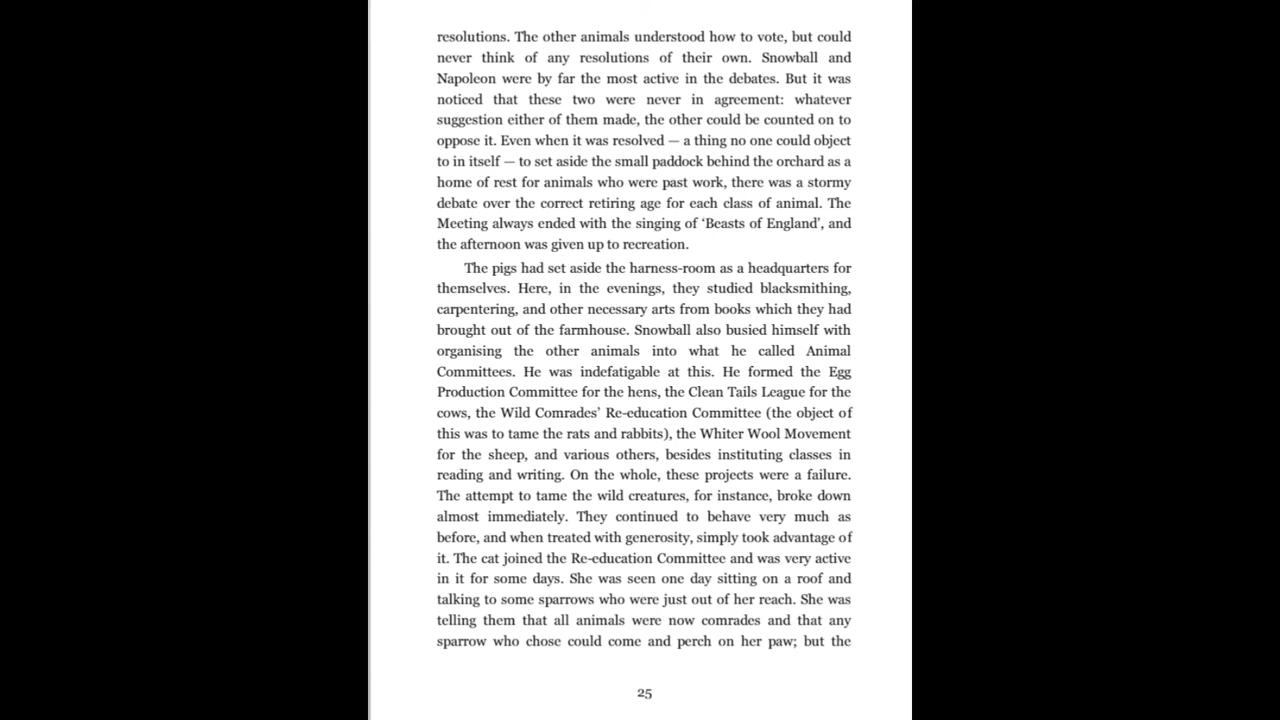 resolutions. The other animals understood how to vote, but could
never think of any resolutions of their own. Snowball and
Napoleon were by far the most active in the debates. But it was
noticed that these two were never in agreement: whatever
suggestion either of them made, the other could be counted on to
oppose it. Even when it was resolved — a thing no one could object
to in itself — to set aside the small paddock behind the orchard as a
home of rest for animals who were past work, there was a stormy
debate over the correct retiring age for each class of animal. The
Meeting always ended with the singing of ‘Beasts of England’, and
the afternoon was given up to recreation.
The pigs had set aside the harness-room as a headquarters for
themselves. Here, in the evenings, they studied blacksmithing,
carpentering, and other necessary arts from books which they had
brought out of the farmhouse. Snowball also busied himself with
organising the other animals into what he called Animal
Committees. He was indefatigable at this. He formed the Egg
Production Committee for the hens, the Clean Tails League for the
cows, the Wild Comrades’ Re-education Committee (the object of
this was to tame the rats and rabbits), the Whiter Wool Movement
for the sheep, and various others, besides instituting classes in
reading and writing. On the whole, these projects were a failure.
The attempt to tame the wild creatures, for instance, broke down
almost immediately. They continued to behave very much as
before, and when treated with generosity, simply took advantage of
it. The cat joined the Re-education Committee and was very active
in it for some days. She was seen one day sitting on a roof and
talking to some sparrows who were just out of her reach. She was
telling them that all animals were now comrades and that any
sparrow who chose could come and perch on her paw; but the
25